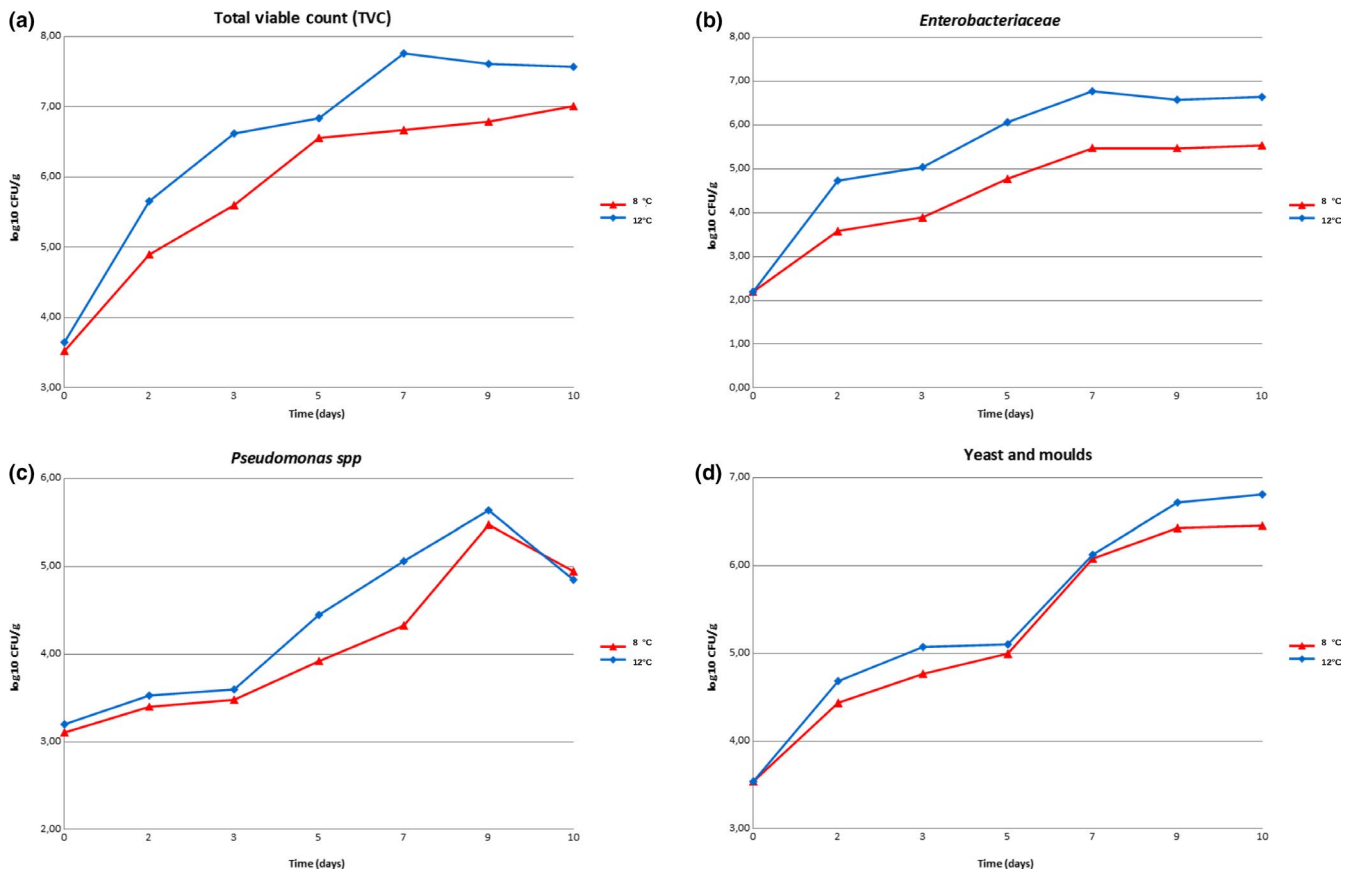 (a)
Total viable count (TVC)
8,00
7,00
6,00
5,00
4,00
3,00
log10 CFU/g
0 2 3 5 7 9 10
Time (days)
8 °C
12°C
(b)
Enterobacteriaceae
8,00
7,00
6,00
5,00
4,00
3,00
2,00
1,00
0,00
log10 CFU/g
0 2 3 5 7 9 10
Time (days)
8 °C
12°C
(c)
Pseudomonas spp
6,00
5,00
4,00
3,00
2,00
log10 CFU/g
0 2 3 5 7 9 10
Time (days)
8 °C
12°C
(d)
Yeast and moulds
7,00
6,00
5,00
4,00
3,00
log10 CFU/g
0 2 3 5 7 9 10
Time (days)
8 °C
12°C